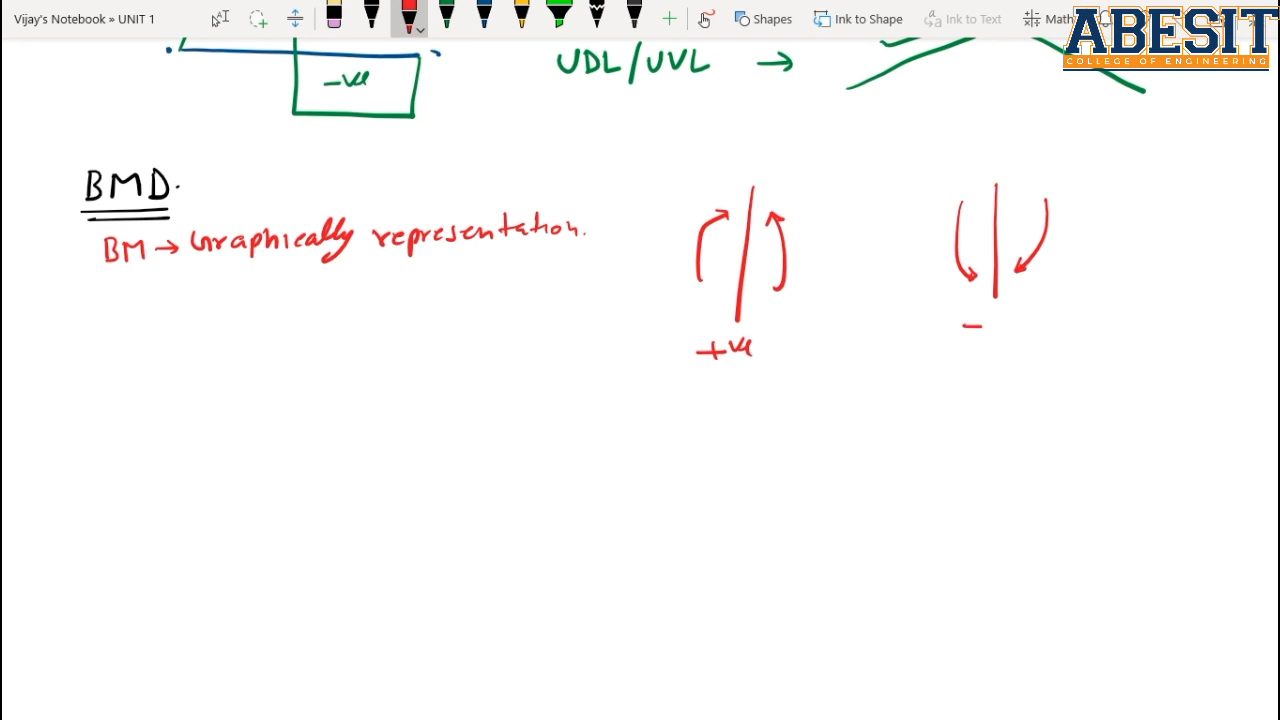 Vijay's Notebook » UNIT 1
Shapes
Ink to Shape
Ink to Text
Math
ABESIT
COLLEGE OF ENGINEERING
-ve
UDL/UVL →
BMD.
BM → Graphically representation.
+ve
-